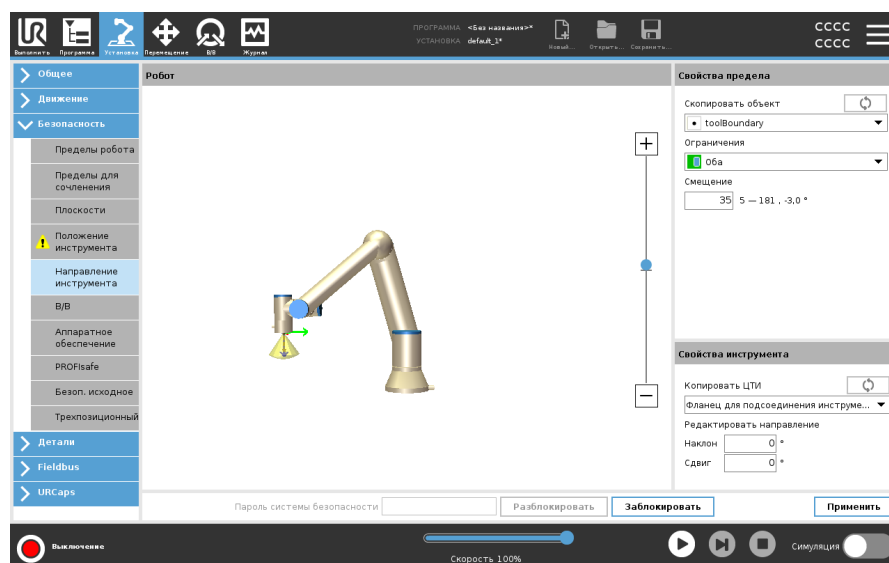 UR
Выполнить
Программа
Установка
Перемещение
В/В
Журнал
ПРОГРАММА <Без названия>*
УСТАНОВКА default_1*
Новый...
Открыть...
Сохранить...
cccc
cccc
Общее
Движение
Безопасность
Пределы робота
Пределы для
сочленения
Плоскости
Положение
инструмента
Направление
инструмента
В/В
Аппаратное
обеспечение
PROFIsafe
Безоп. исходное
Трехпозиционный
Детали
Fieldbus
URCaps
Робот
Свойства предела
Скопировать объект
toolBoundary
Ограничения
Оба
Смещение
35 5 — 181 , -3,0 °
Свойства инструмента
Копировать ЦТИ
Фланец для подсоединения инструме...
Редактировать направление
Наклон 0 °
Сдвиг 0 °
Пароль системы безопасности
Разблокировать
Заблокировать
Применить
Выключение
Скорость 100%
Симуляция